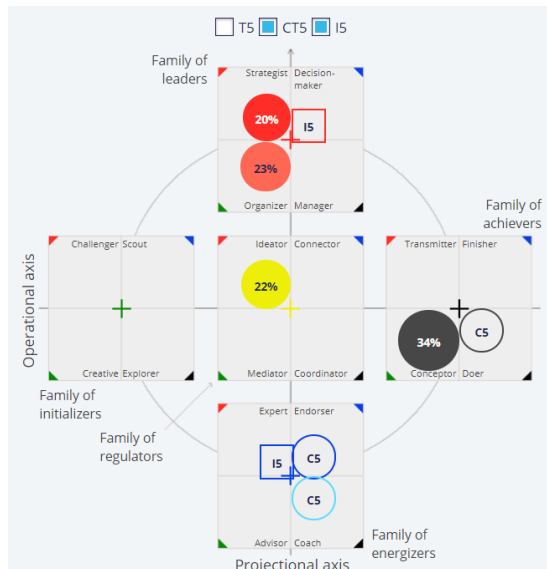 T5 CT5 I5
Family of
leaders
Strategist Decision-
maker
20%
I5
23%
Organizer Manager
Family of
achievers
Operational axis
Challenger Scout
Creative Explorer
Ideator Connector
22%
Mediator Coordinator
Transmitter Finisher
34%
C5
Conceptor Doer
Family of
initializers
Family of
regulators
Expert Endorser
I5
C5
C5
Advisor Coach
Family of
energizers
Projectional axis